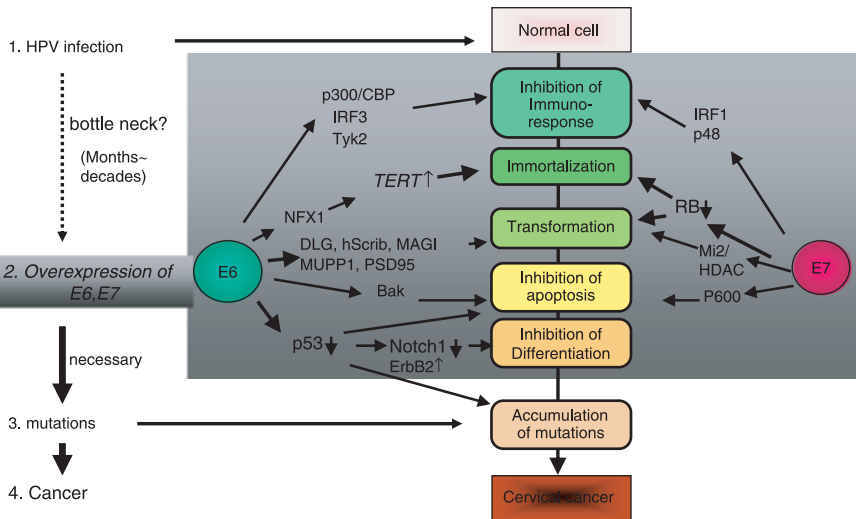 Normal cell
1. HPV infection
bottle neck?
(Months~
decades)
2. Overexpression of
E6,E7
necessary
3. mutations
4. Cancer
E6
p300/CBP
IRF3
Tyk2
NFX1
TERT↑
DLG, hScrib, MAGI
MUPP1, PSD95
Bak
p53
Notch1
ErbB2↑
Inhibition of
Immuno-
response
Immortalization
Transformation
Inhibition of
apoptosis
Inhibition of
Differentiation
Accumulation
of mutations
Cervical cancer
IRF1
p48
RB
Mi2/
HDAC
P600
E7